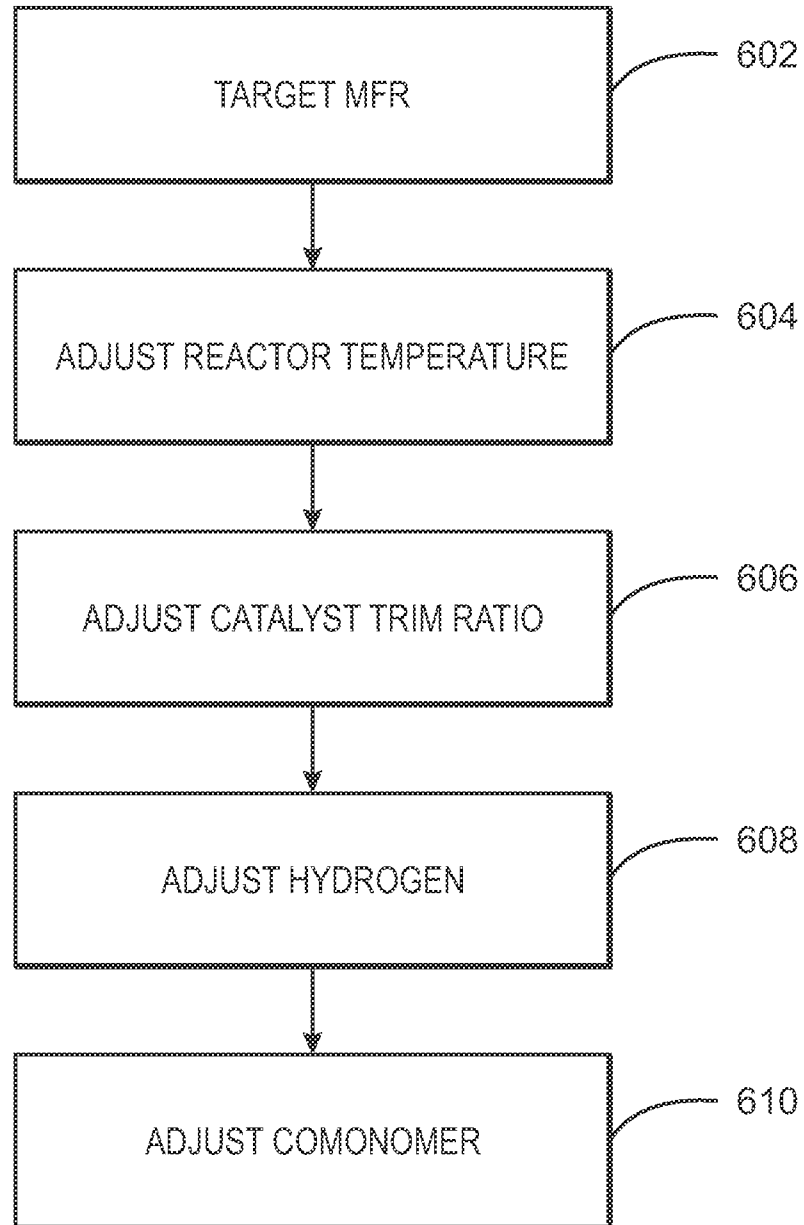 TARGET MFR
602
ADJUST REACTOR TEMPERATURE
604
ADJUST CATALYST TRIM RATIO
606
ADJUST HYDROGEN
608
ADJUST COMONOMER
610